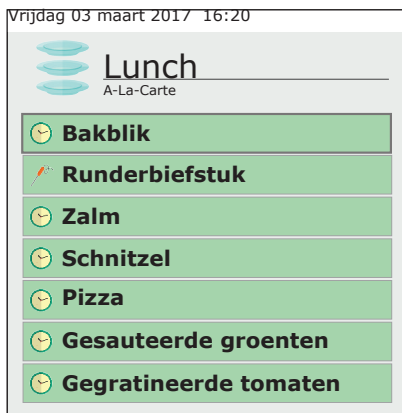 Vrijdag 03 maart 2017  16:20
Lunch
A-La-Carte
Bakblik
Runderbiefstuk
Zalm
Schnitzel
Pizza
Gesauteerde groenten
Gegratineerde tomaten